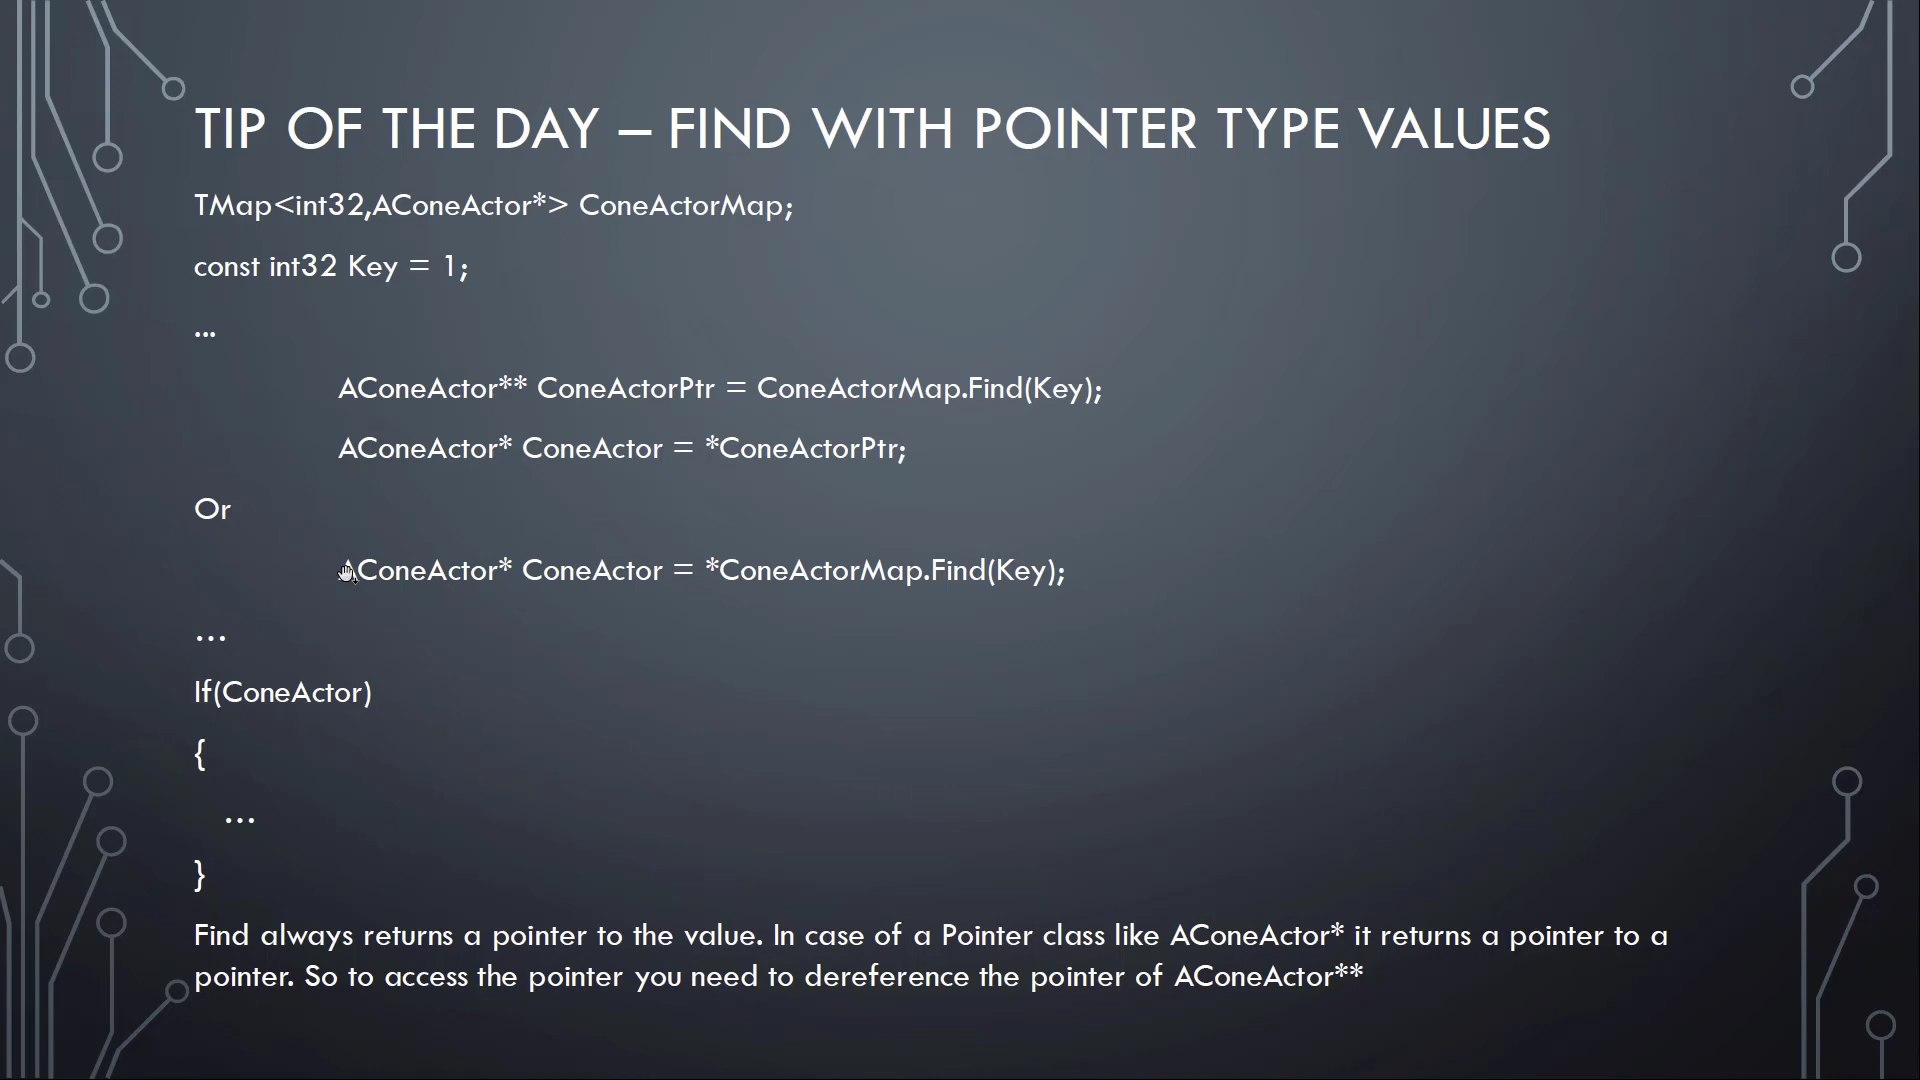 TIP OF THE DAY – FIND WITH POINTER TYPE VALUES
TMap<int32,AConeActor*> ConeActorMap;
const int32 Key = 1;
...
AConeActor** ConeActorPtr = ConeActorMap.Find(Key);
AConeActor* ConeActor = *ConeActorPtr;
Or
AConeActor* ConeActor = *ConeActorMap.Find(Key);
...
If(ConeActor)
{
...
}
Find always returns a pointer to the value. In case of a Pointer class like AConeActor* it returns a pointer to a
pointer. So to access the pointer you need to dereference the pointer of AConeActor**